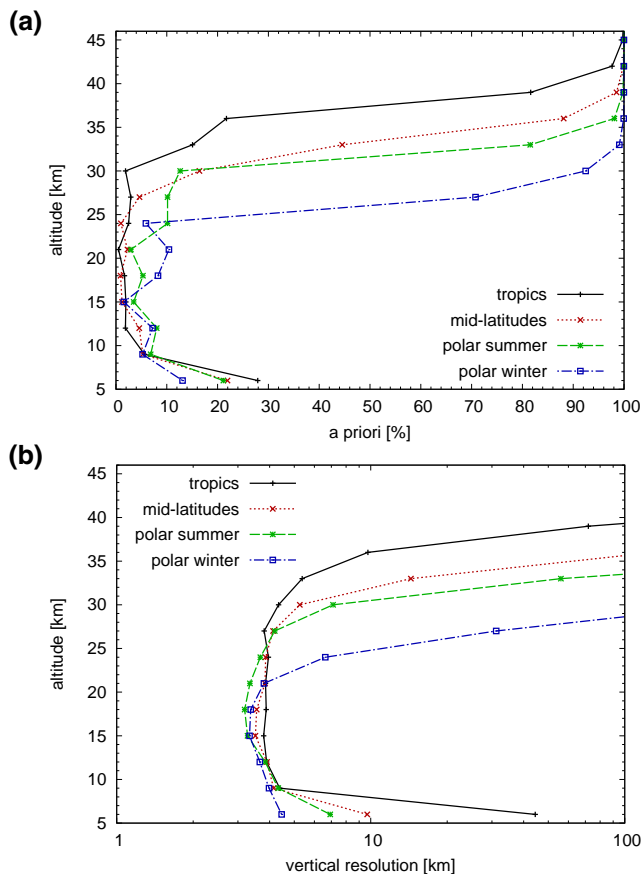 (a)
45
40
35
30
25
20
15
10
5
altitude [km]
tropics
mid-latitudes
polar summer
polar winter
0 10 20 30 40 50 60 70 80 90 100
a priori [%]
(b)
45
40
35
30
25
20
15
10
5
altitude [km]
tropics
mid-latitudes
polar summer
polar winter
1 10 100
vertical resolution [km]